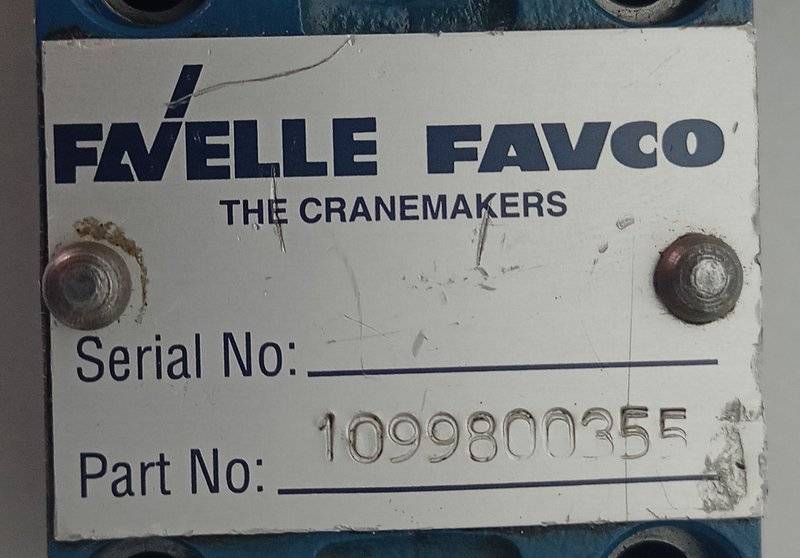 FAVELLE FAVCO
THE CRANEMAKERS
Serial No:
Part No: 1099800355